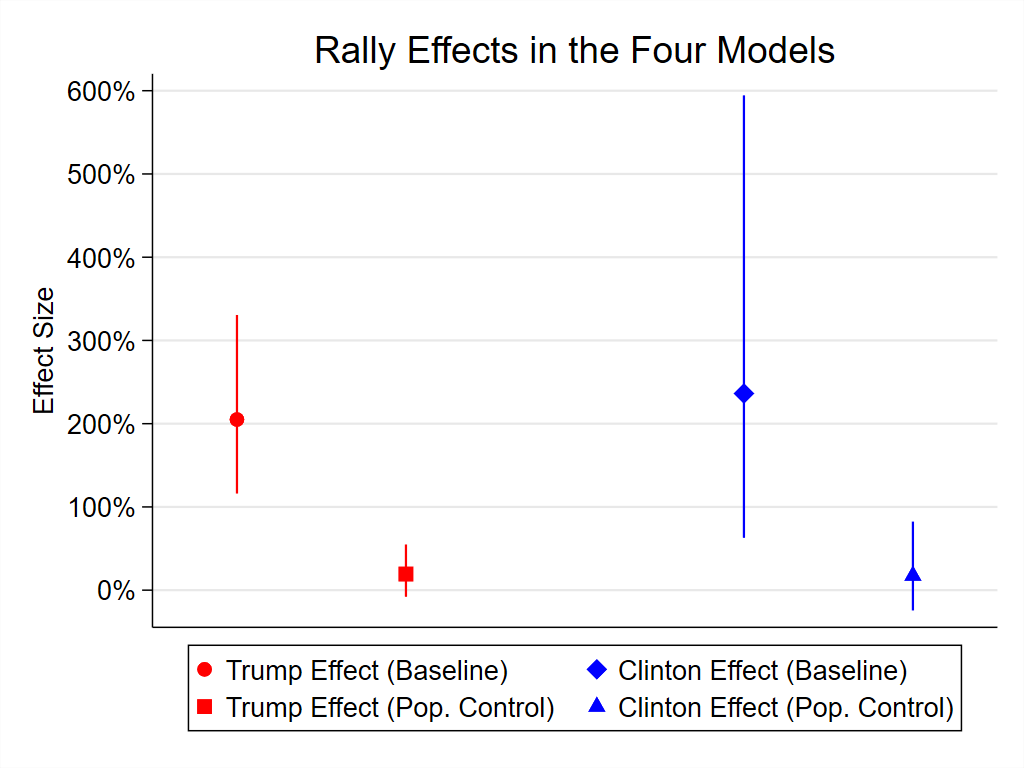 Rally Effects in the Four Models
Effect Size
600%
500%
400%
300%
200%
100%
0%
Trump Effect (Baseline)
Clinton Effect (Baseline)
Trump Effect (Pop. Control)
Clinton Effect (Pop. Control)